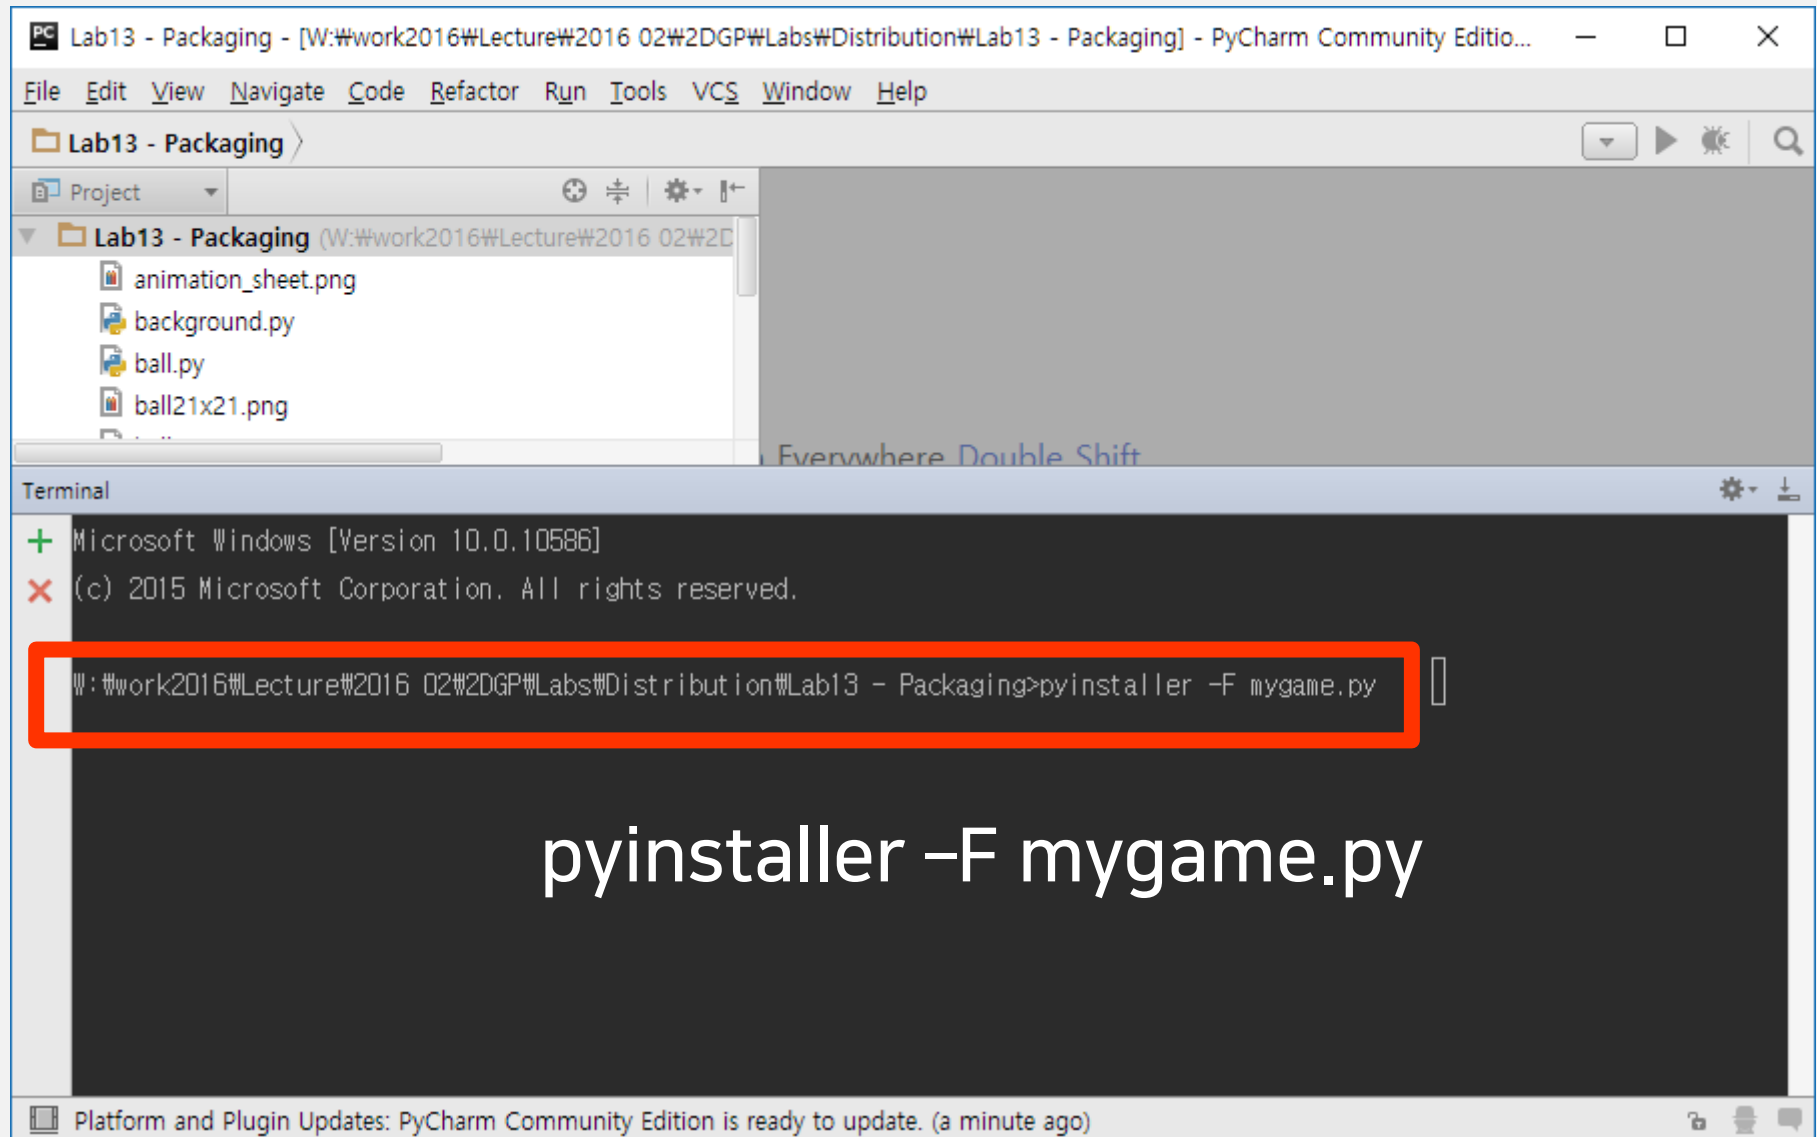 PC Lab13 - Packaging - [W:₩work2016₩Lecture₩2016 02₩2DGP₩Labs₩Distribution₩Lab13 - Packaging] - PyCharm Community Editio...
File Edit View Navigate Code Refactor Run Tools VCS Window Help
Lab13 - Packaging
Project
Lab13 - Packaging (W:₩work2016₩Lecture₩2016 02₩2D
animation_sheet.png
background.py
ball.py
ball21x21.png
Everywhere Double Shift
Terminal
Microsoft Windows [Version 10.0.10586]
(c) 2015 Microsoft Corporation. All rights reserved.
W:₩work2016₩Lecture₩2016 02₩2DGP₩Labs₩Distribution₩Lab13 - Packaging>pyinstaller -F mygame.py
pyinstaller –F mygame.py
Platform and Plugin Updates: PyCharm Community Edition is ready to update. (a minute ago)